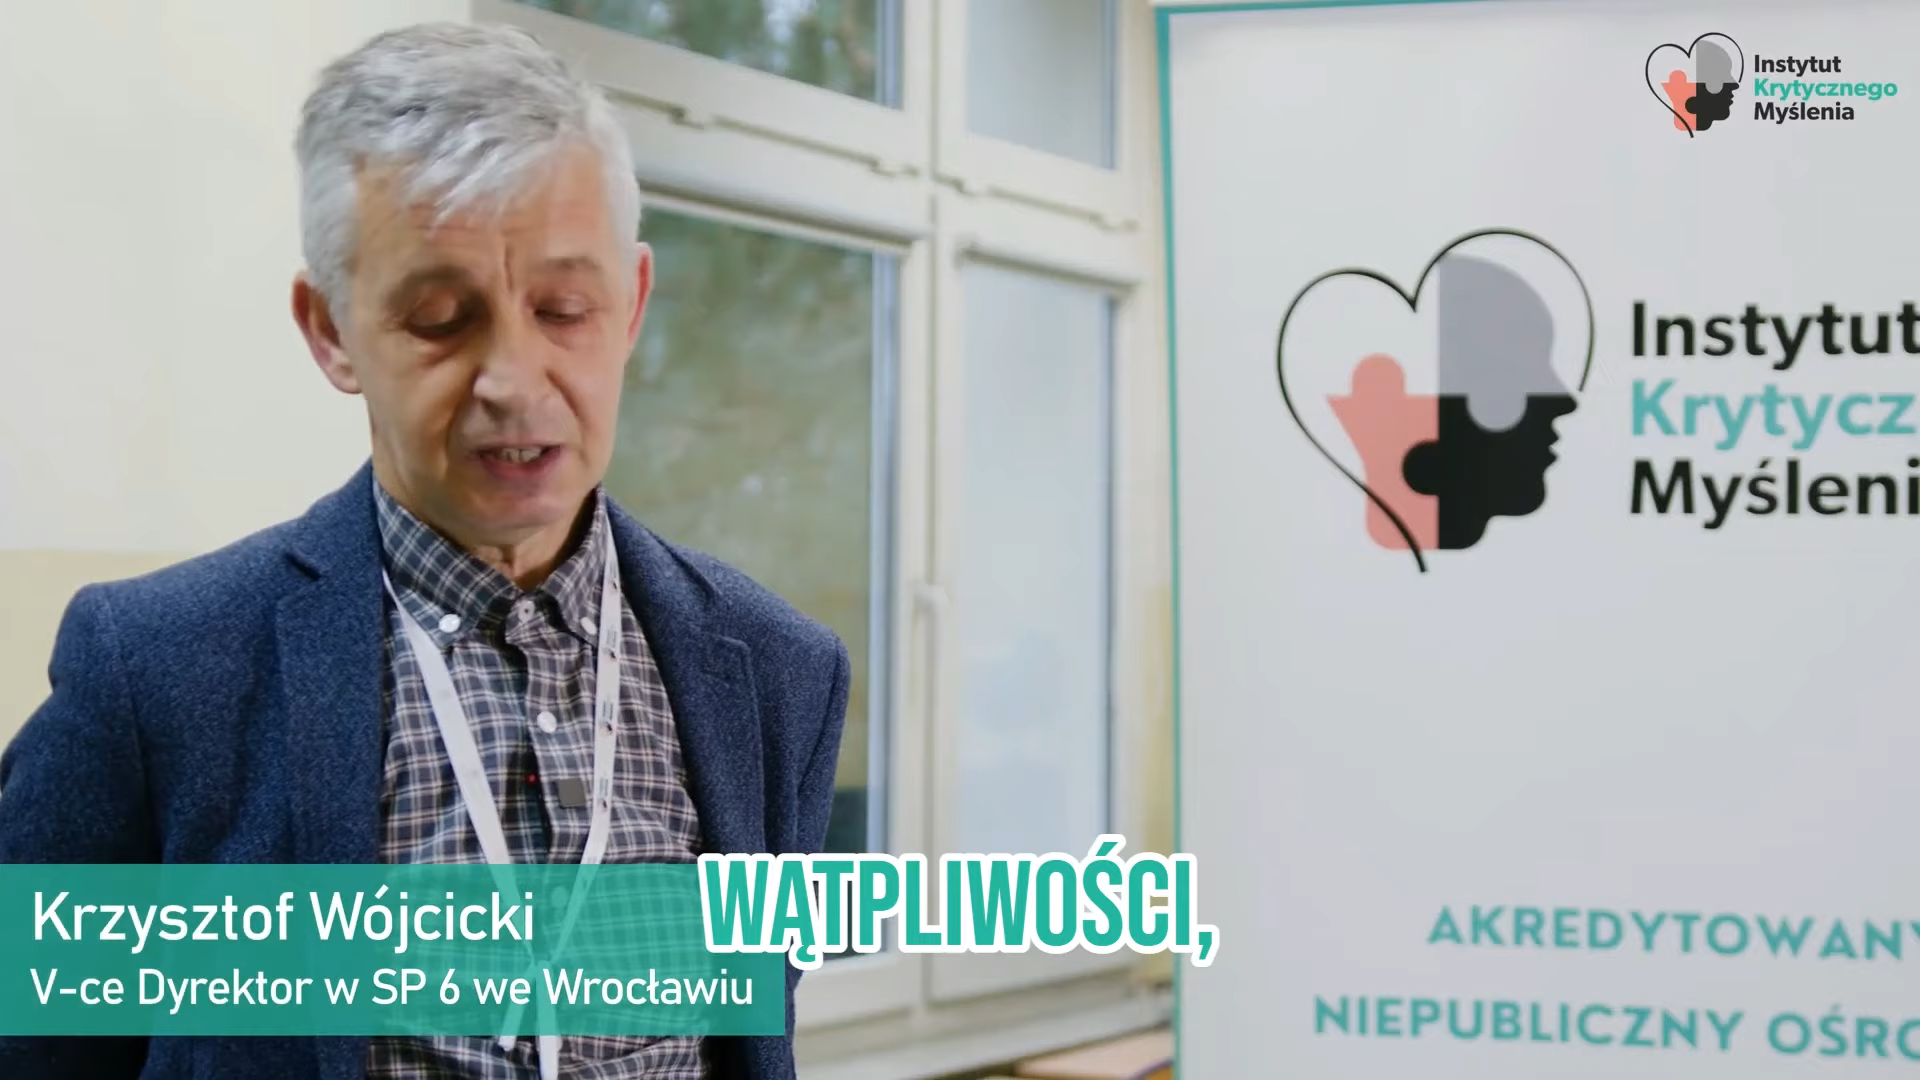 Instytut
Krytycznego
Myślenia
Instytut
Krytycz
Myśleni
AKREDYTOWANY
NIEPUBLICZNY OŚRO
WĄTPLIWOŚCI,
Krzysztof Wójcicki
V-ce Dyrektor w SP 6 we Wrocławiu